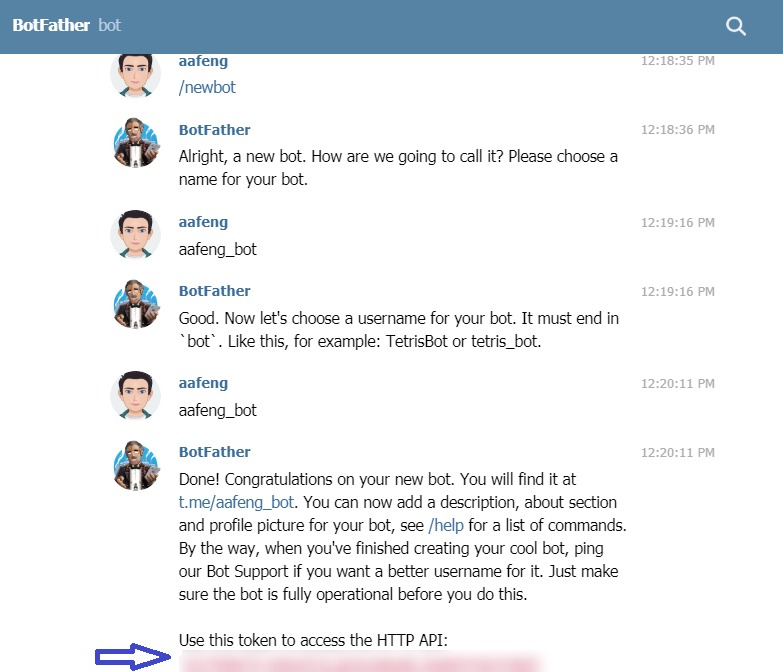 BotFather bot
aafeng 12:18:35 PM
/newbot
BotFather 12:18:36 PM
Alright, a new bot. How are we going to call it? Please choose a
name for your bot.
aafeng 12:19:16 PM
aafeng_bot
BotFather 12:19:16 PM
Good. Now let's choose a username for your bot. It must end in
`bot`. Like this, for example: TetrisBot or tetris_bot.
aafeng 12:20:11 PM
aafeng_bot
BotFather 12:20:11 PM
Done! Congratulations on your new bot. You will find it at
t.me/aafeng_bot. You can now add a description, about section
and profile picture for your bot, see /help for a list of commands.
By the way, when you've finished creating your cool bot, ping
our Bot Support if you want a better username for it. Just make
sure the bot is fully operational before you do this.
Use this token to access the HTTP API: